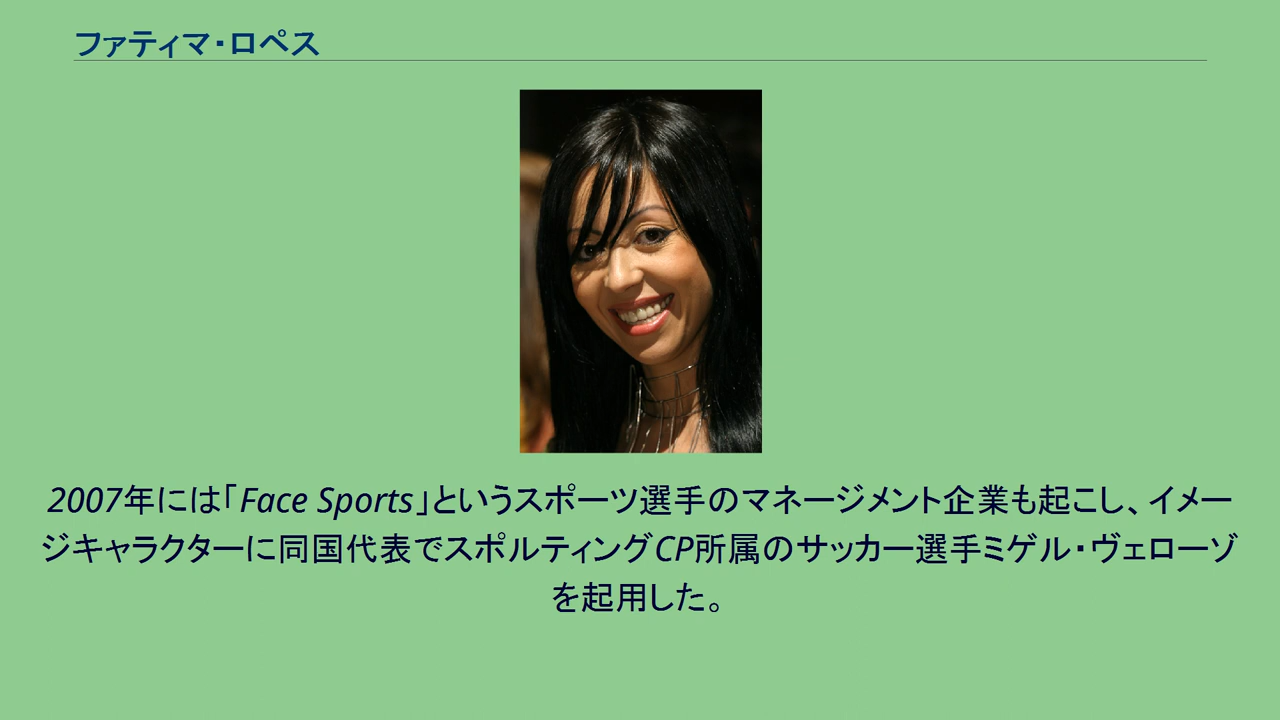 ファティマ・ロペス
2007年には「Face Sports」というスポーツ選手のマネージメント企業も起こし、イメー
ジキャラクターに同国代表でスポルティングCP所属のサッカー選手ミゲル・ヴェローゾ
を起用した。